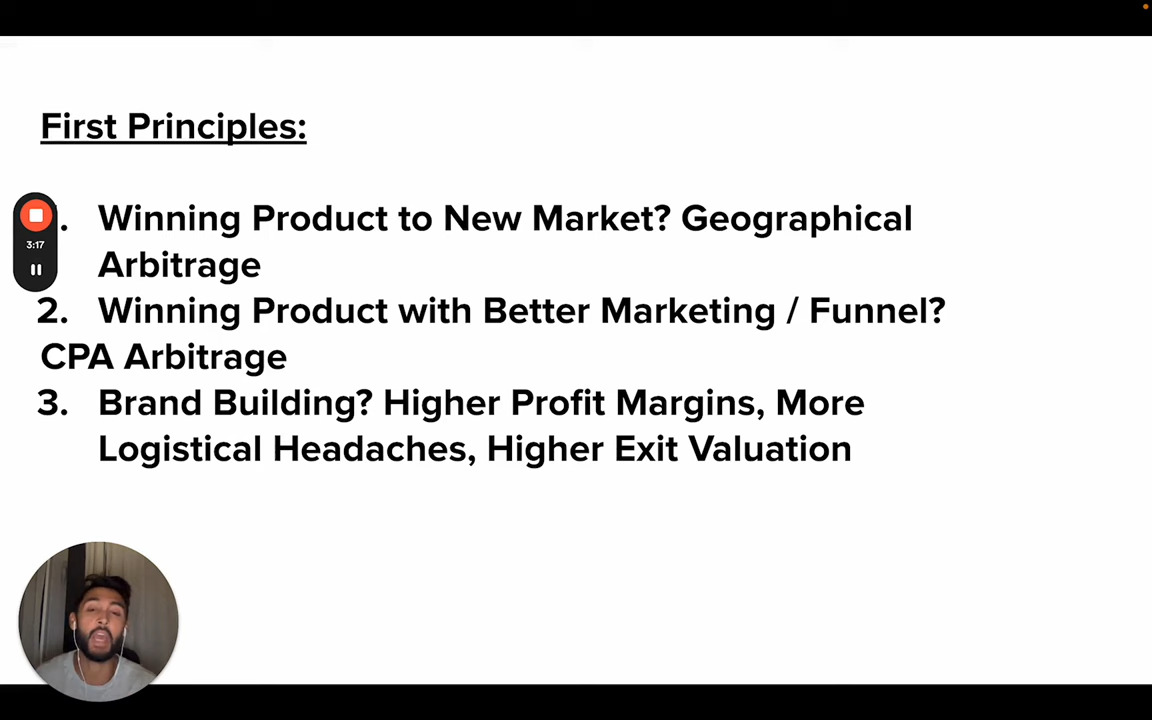 First Principles:
. Winning Product to New Market? Geographical
Arbitrage
3:17
2. Winning Product with Better Marketing / Funnel?
CPA Arbitrage
3. Brand Building? Higher Profit Margins, More
Logistical Headaches, Higher Exit Valuation